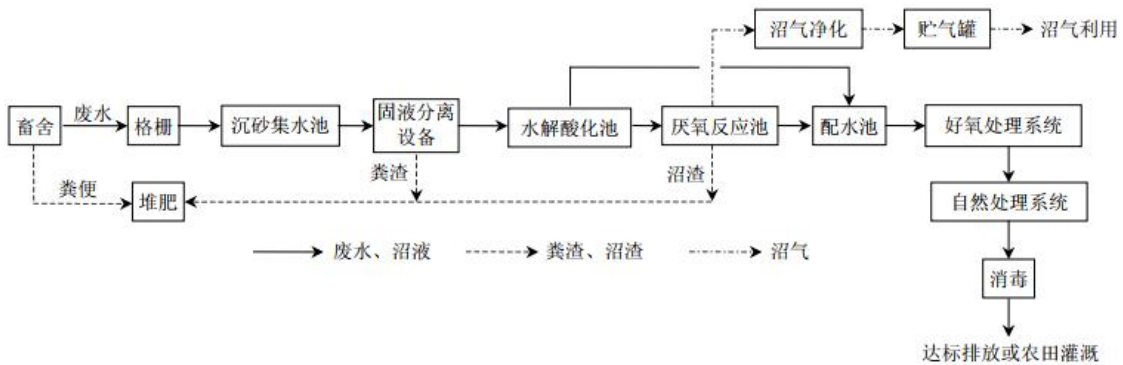 沼气净化
贮气罐
沼气利用
畜舍
废水
格栅
沉砂集水池
固液分离
设备
水解酸化池
厌氧反应池
配水池
好氧处理系统
粪便
堆肥
粪渣
沼渣
自然处理系统
废水、沼液
粪渣、沼渣
沼气
消毒
达标排放或农田灌溉